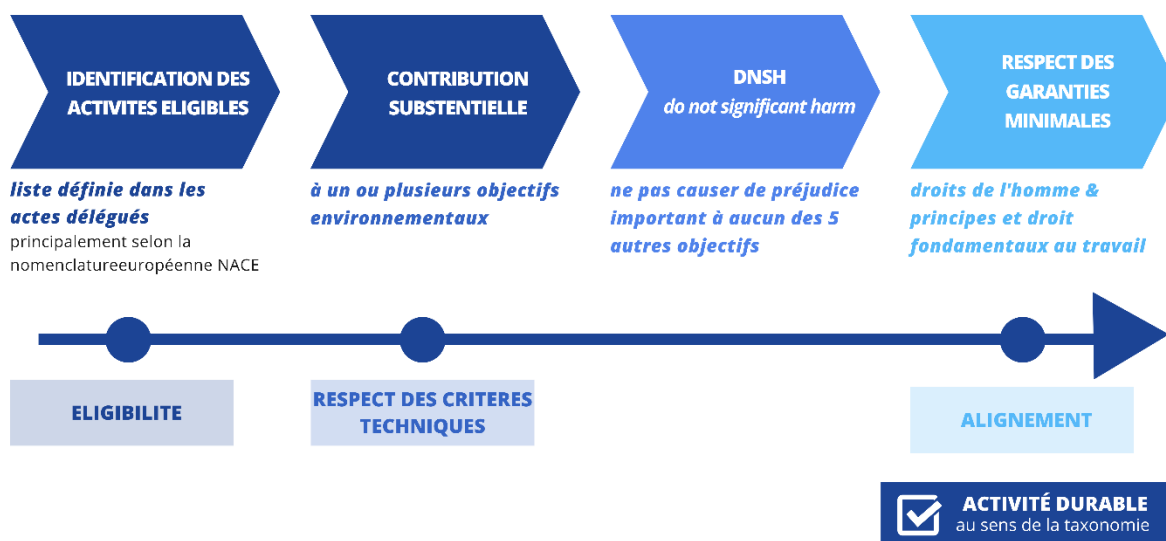 IDENTIFICATION DES
ACTIVITES ELIGIBLES
CONTRIBUTION
SUBSTENTIELLE
DNSH
do not significant harm
RESPECT DES
GARANTIES
MINIMALES
liste définie dans les
actes délégués
principalement selon la
nomenclatureeuropéenne NACE
à un ou plusieurs objectifs
environnementaux
ne pas causer de préjudice
important à aucun des 5
autres objectifs
droits de l'homme &
principes et droit
fondamentaux au travail
ELIGIBILITE
RESPECT DES CRITERES
TECHNIQUES
ALIGNEMENT
ACTIVITÉ DURABLE
au sens de la taxonomie